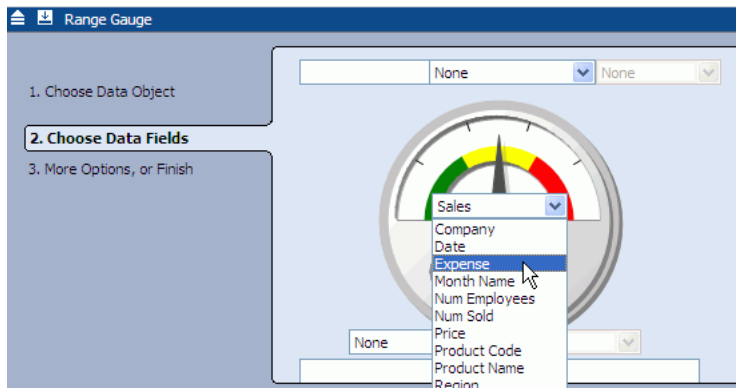 Range Gauge
1. Choose Data Object
2. Choose Data Fields
3. More Options, or Finish
None None
Sales
Company
Date
Expense
Month Name
Num Employees
Num Sold
Price
Product Code
Product Name
Region
None